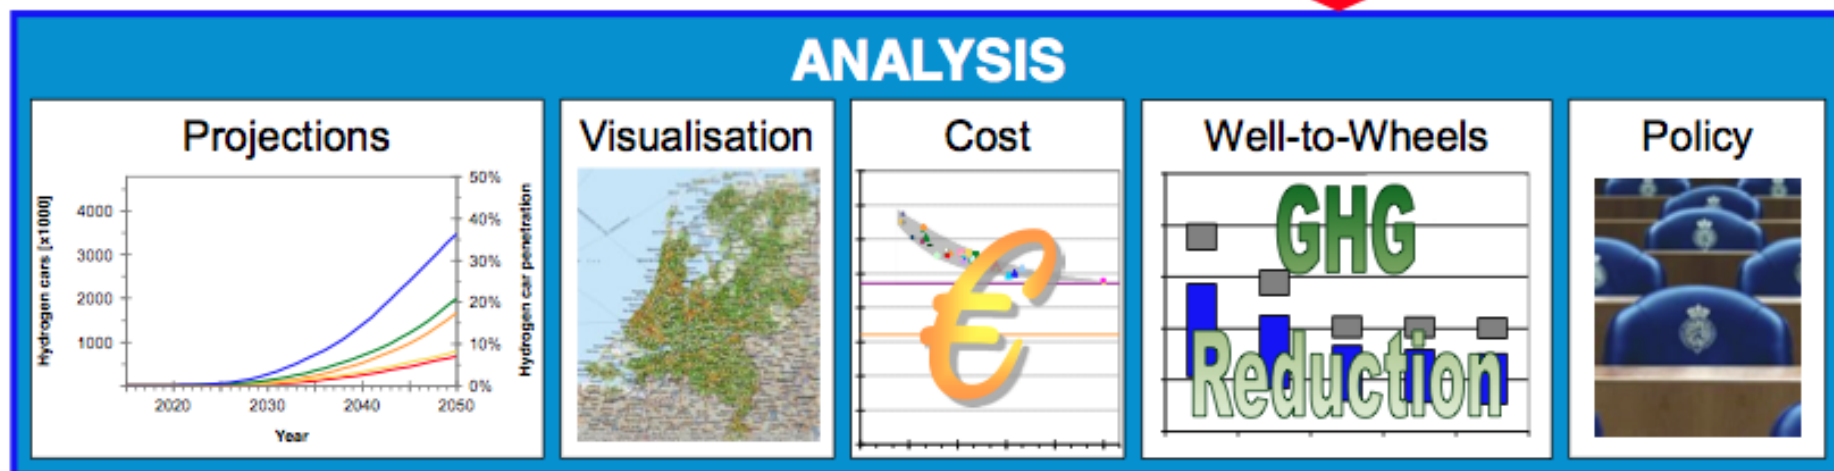 ANALYSIS
Projections
Hydrogen cars [x1000]
4000
3000
2000
1000
50%
40%
30%
20%
10%
0%
Hydrogen car penetration
2020 2030 2040 2050
Year
Visualisation
Cost
€
Well-to-Wheels
GHG
Reduction
Policy